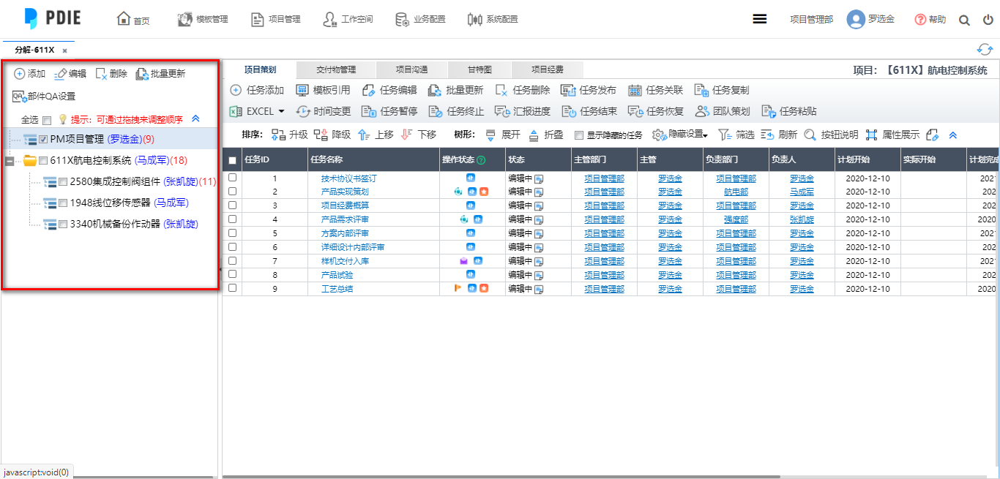 PDIE 首页 模板管理 项目管理 工作空间 业务配置 系统配置 项目管理部 罗选金 帮助
分解-611X ×
添加 编辑 删除 批量更新
部件QA设置
全选 提示：可通过拖拽来调整顺序
PM项目管理 (罗选金)(9)
611X航电控制系统 (马成军)(18)
2580集成控制阀组件 (张凯旋)(11)
1948线位移传感器 (马成军)
3340机械备份作动器 (张凯旋)
项目策划 交付物管理 项目沟通 甘特图 项目经费 项目：【611X】航电控制系统
任务添加 模板引用 任务编辑 批量更新 任务删除 任务发布 任务关联 任务复制
EXCEL 时间变更 任务暂停 任务终止 汇报进度 任务结束 任务恢复 团队策划 任务粘贴
排序： 升级 降级 上移 下移 树形： 展开 折叠 显示隐藏的任务 隐藏设置 筛选 刷新 按钮说明 属性展示
任务ID 任务名称 操作状态 状态 主管部门 主管 负责部门 负责人 计划开始 实际开始 计划完成
1 技术协议书签订 编辑中 项目管理部 罗选金 项目管理部 罗选金 2020-12-10 2021
2 产品实现策划 编辑中 项目管理部 罗选金 航电部 马成军 2020-12-10 202
3 项目经费概算 编辑中 项目管理部 罗选金 项目管理部 罗选金 2020-12-10 202
4 产品需求评审 编辑中 项目管理部 罗选金 强度部 张凯旋 2020-12-10 2020
5 方案内部评审 编辑中 项目管理部 罗选金 项目管理部 罗选金 2020-12-10 2021
6 详细设计内部评审 编辑中 项目管理部 罗选金 项目管理部 罗选金 2020-12-10 202
7 样机交付入库 编辑中 项目管理部 罗选金 项目管理部 罗选金 2020-12-10 2021
8 产品试验 编辑中 项目管理部 罗选金 项目管理部 罗选金 2020-12-10 202
9 工艺总结 编辑中 项目管理部 罗选金 项目管理部 罗选金 2020-12-10 2020
javascript:void(0)